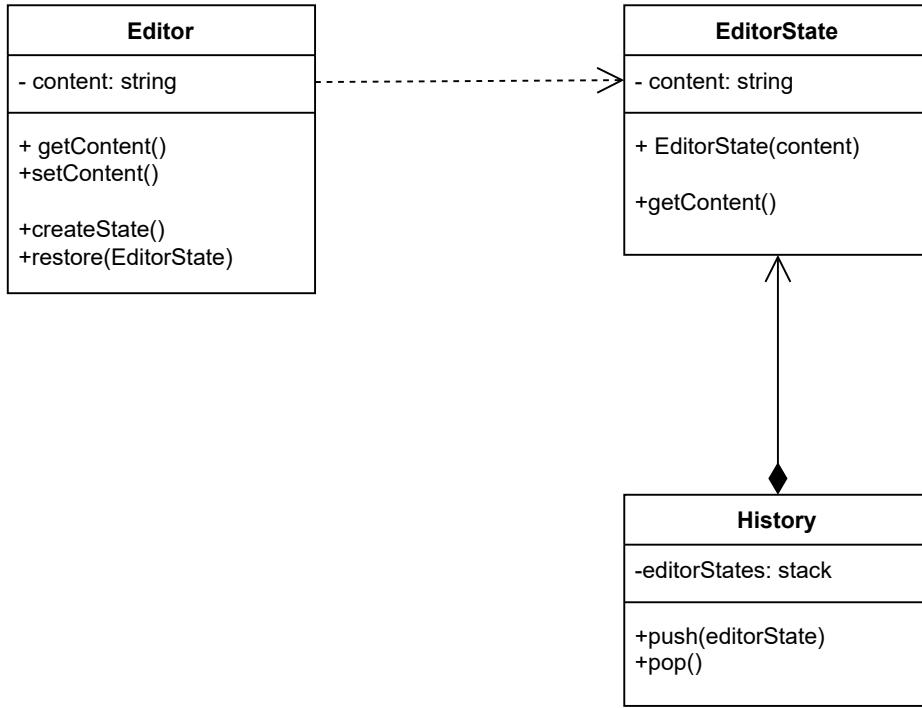 Editor
- content: string
+ getContent()
+setContent()
+createState()
+restore(EditorState)
EditorState
- content: string
+ EditorState(content)
+getContent()
History
-editorStates: stack
+push(editorState)
+pop()